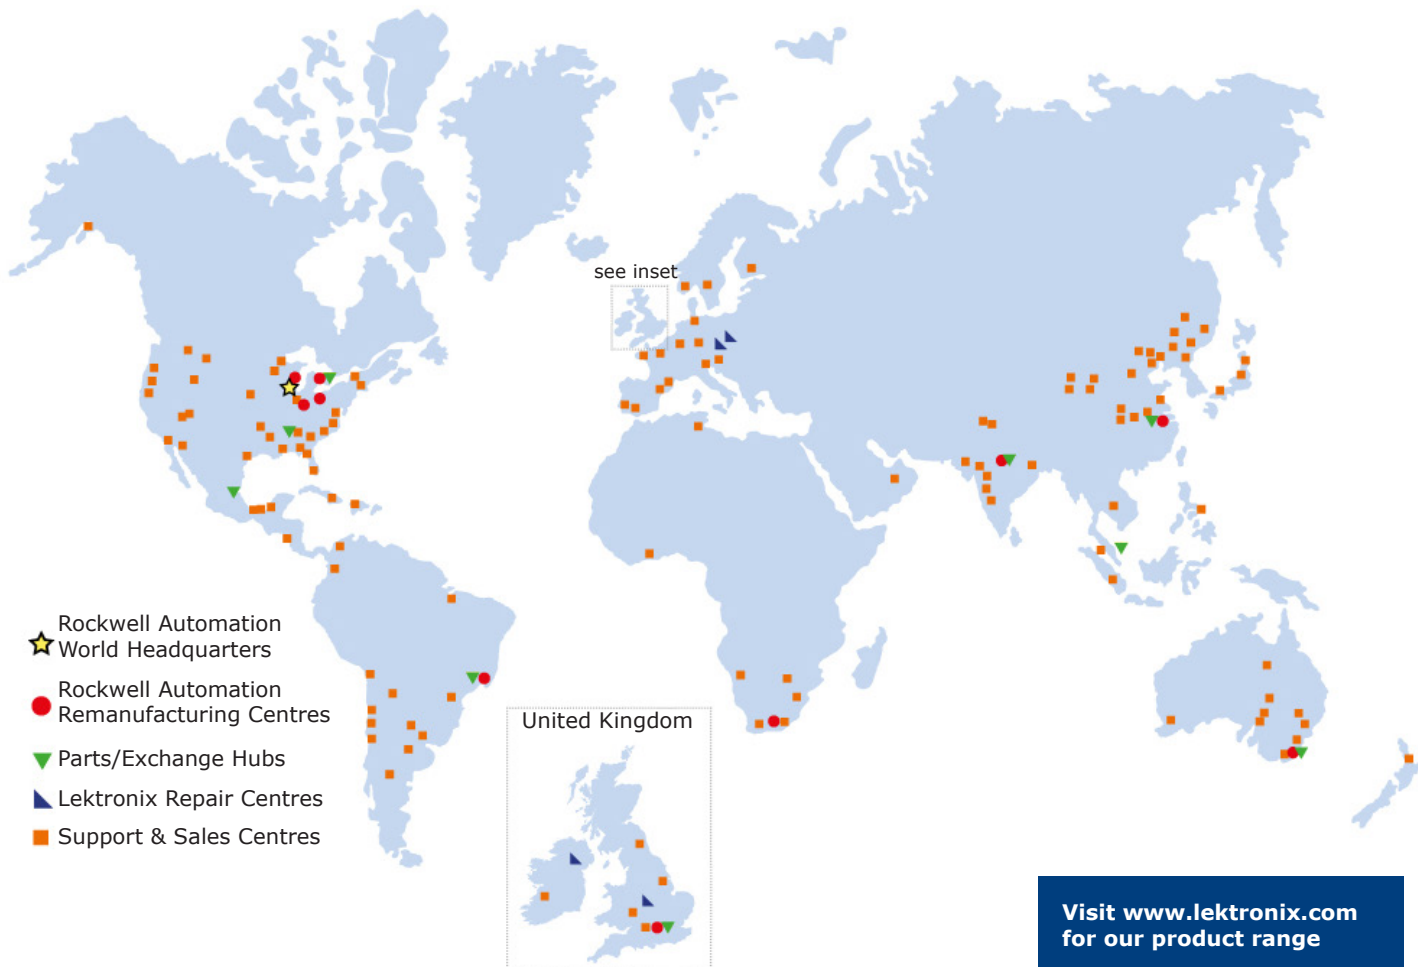 see inset
Rockwell Automation
World Headquarters
Rockwell Automation
Remanufacturing Centres
Parts/Exchange Hubs
Lektronix Repair Centres
Support & Sales Centres
United Kingdom
Visit www.lektronix.com
for our product range